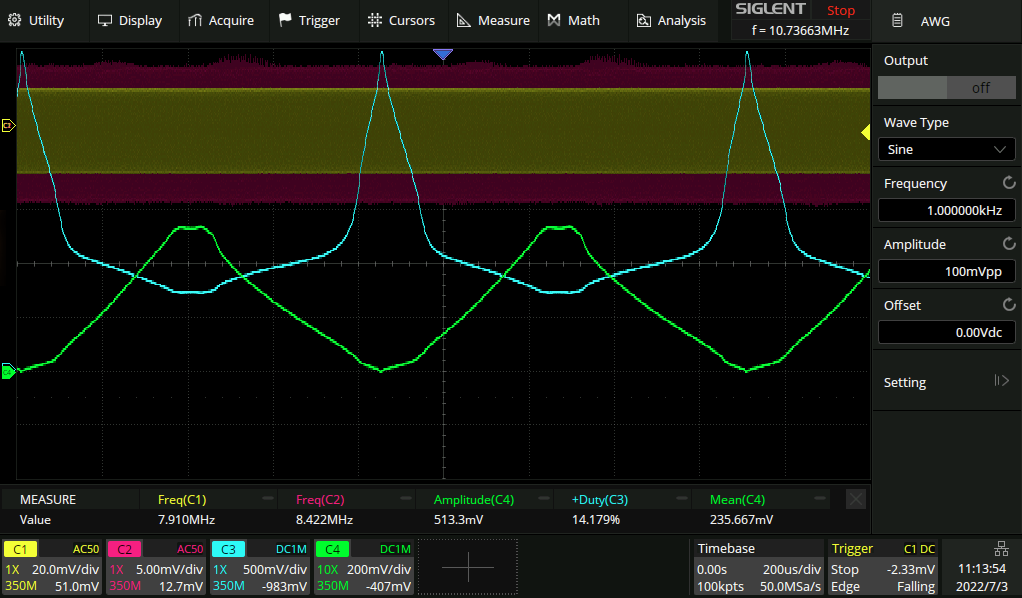 Utility Display Acquire Trigger Cursors Measure Math Analysis
SIGLENT Stop
f = 10.73663MHz
AWG
Output
off
Wave Type
Sine
Frequency
1.000000kHz
Amplitude
100mVpp
Offset
0.00Vdc
Setting
C1
MEASURE Freq(C1) Freq(C2) Amplitude(C4) +Duty(C3) Mean(C4)
Value 7.910MHz 8.422MHz 513.3mV 14.179% 235.667mV
C1 AC50
1X 20.0mV/div
350M 51.0mV
C2 AC50
1X 5.00mV/div
350M 12.7mV
C3 DC1M
1X 500mV/div
350M -983mV
C4 DC1M
10X 200mV/div
350M -407mV
Timebase
0.00s 200us/div
100kpts 50.0MSa/s
Trigger C1 DC
Stop -2.33mV
Edge Falling
11:13:54
2022/7/3